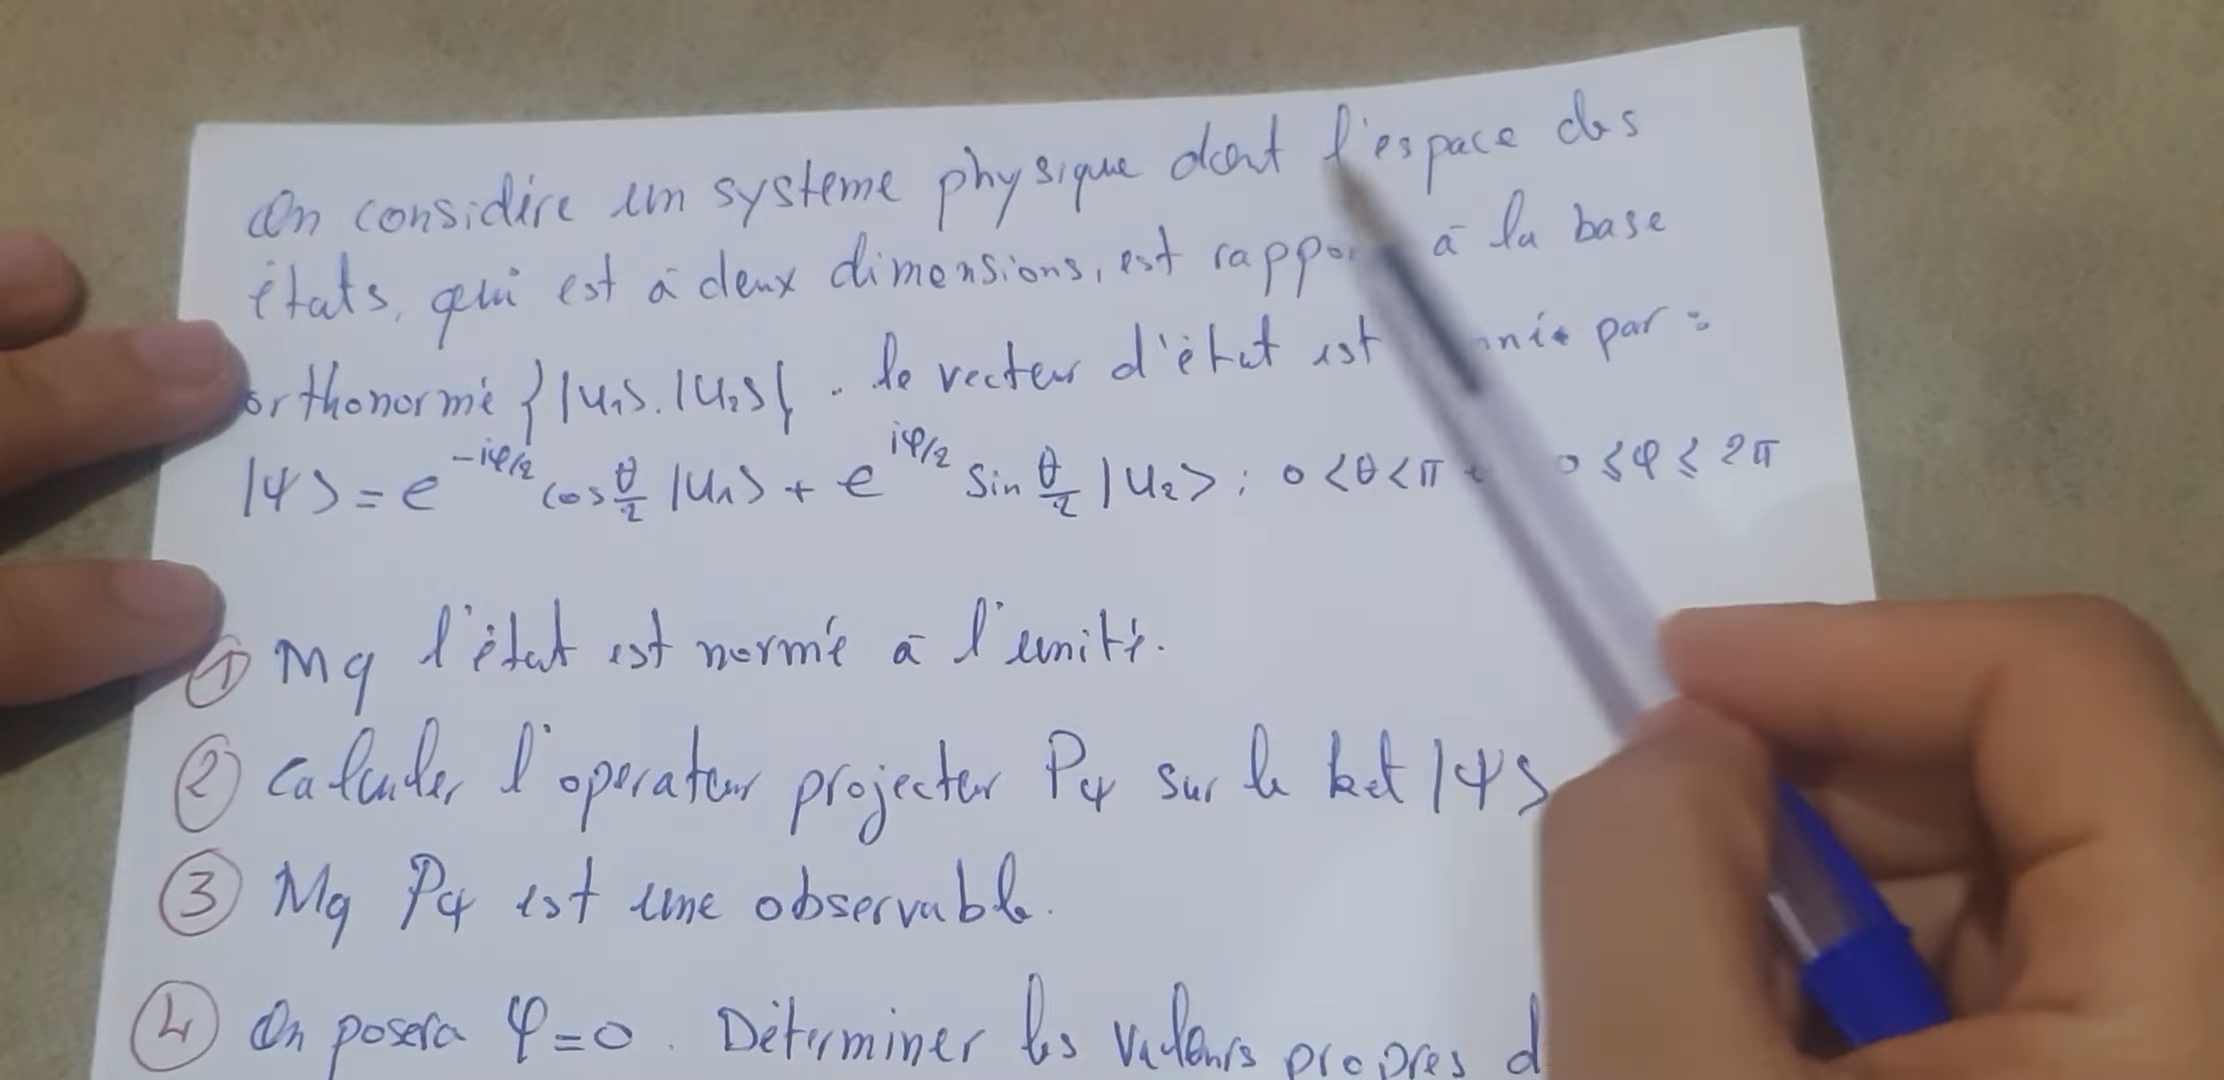 On considère un système physique dont l'espace des
états, qui est à deux dimensions, est à la base
orthonormé {|u₁>, |u₂>}. le vecteur d'état est par :
|ψ> = e^{-iφ/2} cos θ/2 |u₁> + e^{iφ/2} sin θ/2 |u₂> ; 0 < θ < π 0 ≤ φ ≤ 2π
① Mq l'état est normé à l'unité.
② Calculer l'operateur projecteur Pψ sur le ket |ψ>
③ Mq Pψ est une observable.
④ On posera φ=0. Déterminer les valeurs propres